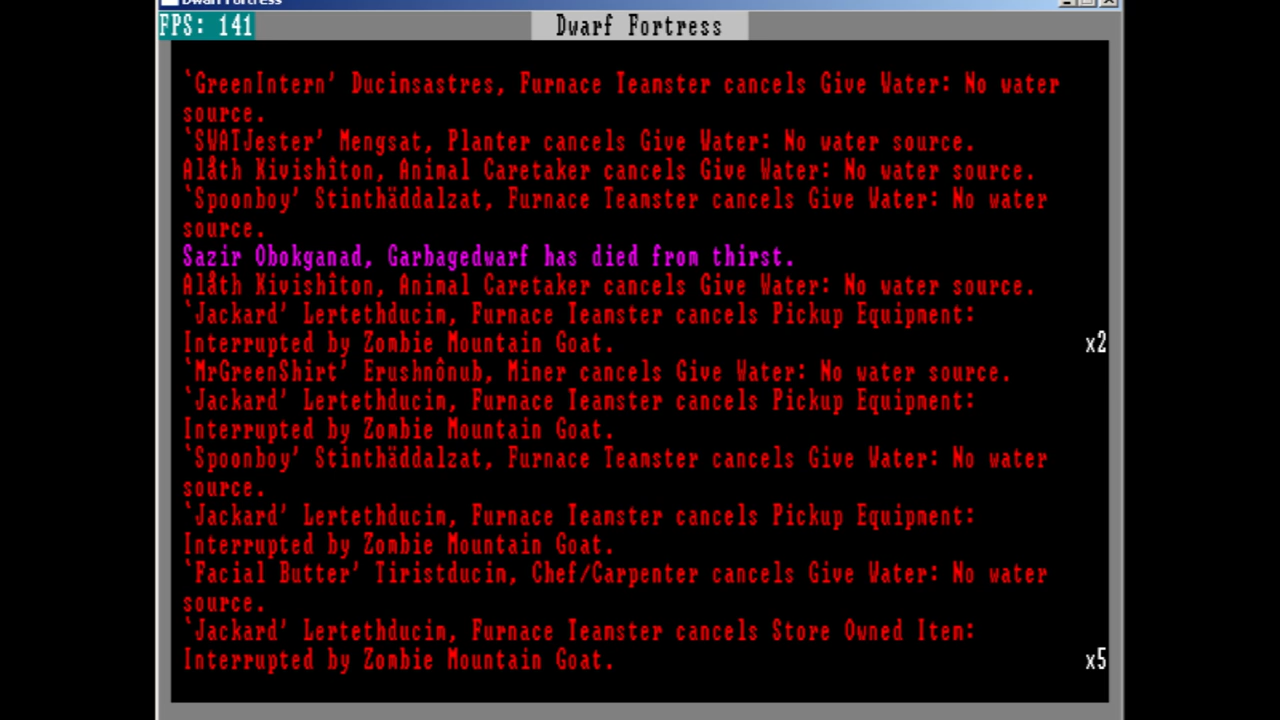 Dwarf Fortress
FPS: 141
Dwarf Fortress
`GreenIntern' Ducimsastres, Furnace Teamster cancels Give Water: No water
source.
`SWATJester' Mengsat, Planter cancels Give Water: No water source.
Alåth Kivishîton, Animal Caretaker cancels Give Water: No water source.
`Spoonboy' Stinthäddalzat, Furnace Teamster cancels Give Water: No water
source.
Sazir Obokganad, Garbagedwarf has died from thirst.
Alåth Kivishîton, Animal Caretaker cancels Give Water: No water source.
`Jackard' Lertethducim, Furnace Teamster cancels Pickup Equipment:
Interrupted by Zombie Mountain Goat. x2
`MrGreenShirt' Erushnônub, Miner cancels Give Water: No water source.
`Jackard' Lertethducim, Furnace Teamster cancels Pickup Equipment:
Interrupted by Zombie Mountain Goat.
`Spoonboy' Stinthäddalzat, Furnace Teamster cancels Give Water: No water
source.
`Jackard' Lertethducim, Furnace Teamster cancels Pickup Equipment:
Interrupted by Zombie Mountain Goat.
`Facial Butter' Tiristducim, Chef/Carpenter cancels Give Water: No water
source.
`Jackard' Lertethducim, Furnace Teamster cancels Store Owned Item:
Interrupted by Zombie Mountain Goat. x5